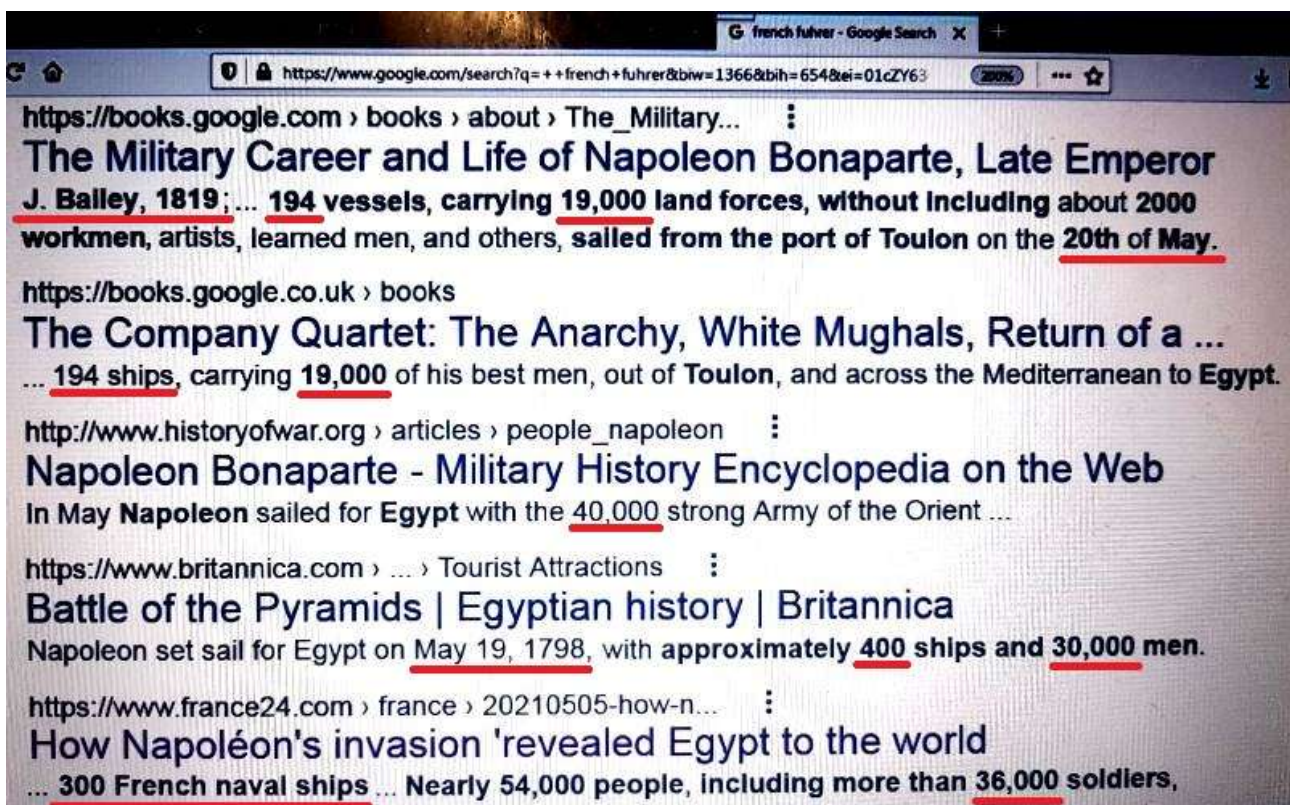 G french fuhrer - Google Search X +
https://www.google.com/search?q=++french+fuhrer&biw=1366&bih=654&ei=01cZY63 200% ...
https://books.google.com › books › about › The_Military...
The Military Career and Life of Napoleon Bonaparte, Late Emperor
J. Bailey, 1819; ... 194 vessels, carrying 19,000 land forces, without including about 2000
workmen, artists, learned men, and others, sailed from the port of Toulon on the 20th of May.
https://books.google.co.uk › books
The Company Quartet: The Anarchy, White Mughals, Return of a ...
... 194 ships, carrying 19,000 of his best men, out of Toulon, and across the Mediterranean to Egypt.
http://www.historyofwar.org › articles › people_napoleon
Napoleon Bonaparte - Military History Encyclopedia on the Web
In May Napoleon sailed for Egypt with the 40,000 strong Army of the Orient ...
https://www.britannica.com › ... › Tourist Attractions
Battle of the Pyramids | Egyptian history | Britannica
Napoleon set sail for Egypt on May 19, 1798, with approximately 400 ships and 30,000 men.
https://www.france24.com › france › 20210505-how-n...
How Napoléon's invasion 'revealed Egypt to the world
... 300 French naval ships ... Nearly 54,000 people, including more than 36,000 soldiers,